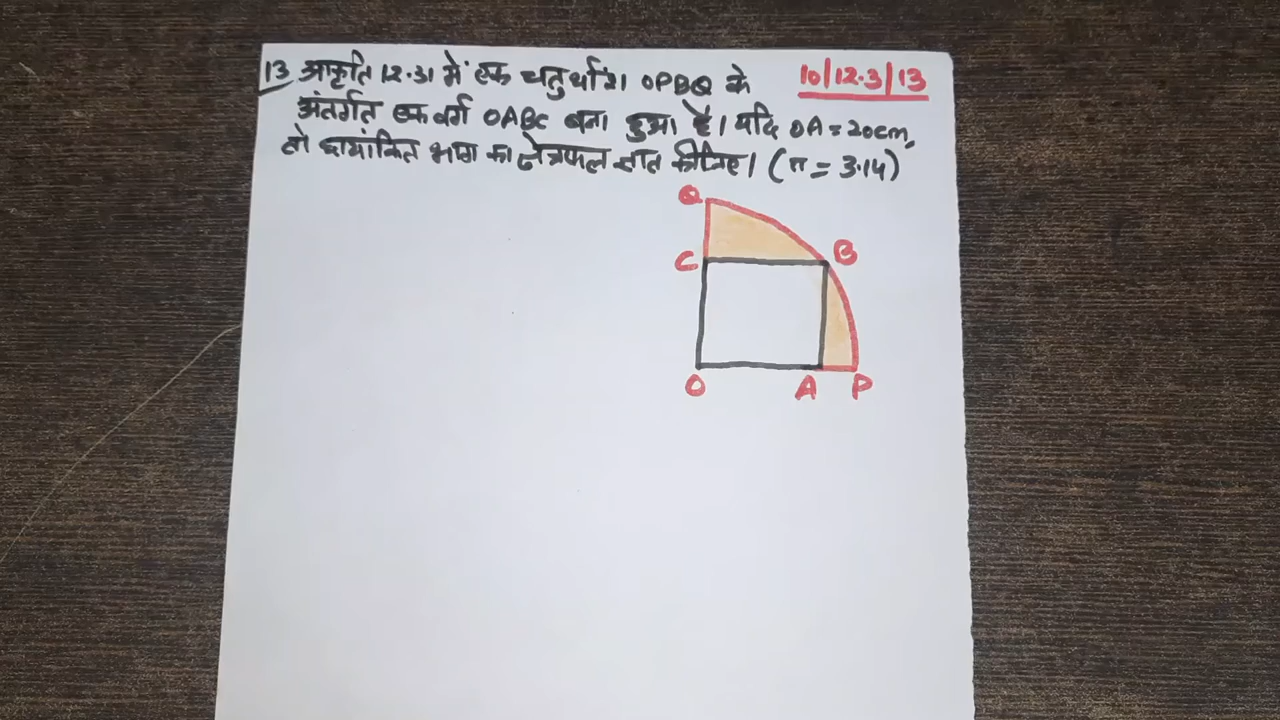 13 आकृति 12.31 में एक चतुर्थांश OPBQ के
10/12.3/13
अंतर्गत एक वर्ग OABC बना हुआ है। यदि OA = 20cm,
तो छायांकित भाग का क्षेत्रफल ज्ञात कीजिए। (π = 3.14)
Q
C B
O A P